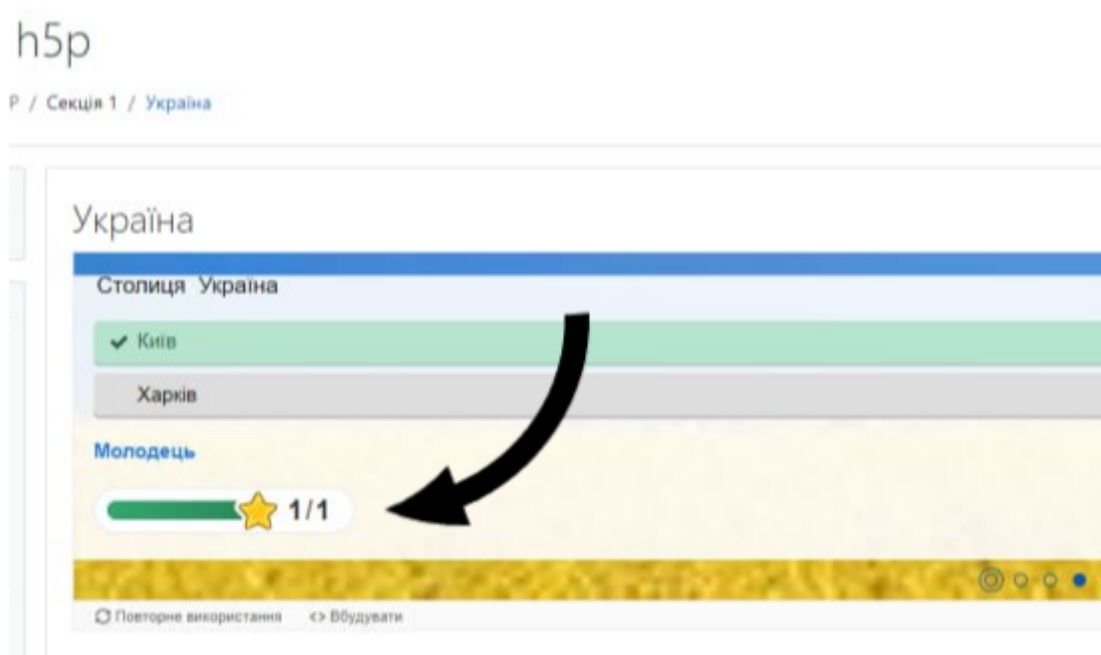 h5p
P / Секція 1 / Україна
Україна
Столиця Україна
Київ
Харків
Молодець
1/1
Повторне використання <> Вбудувати